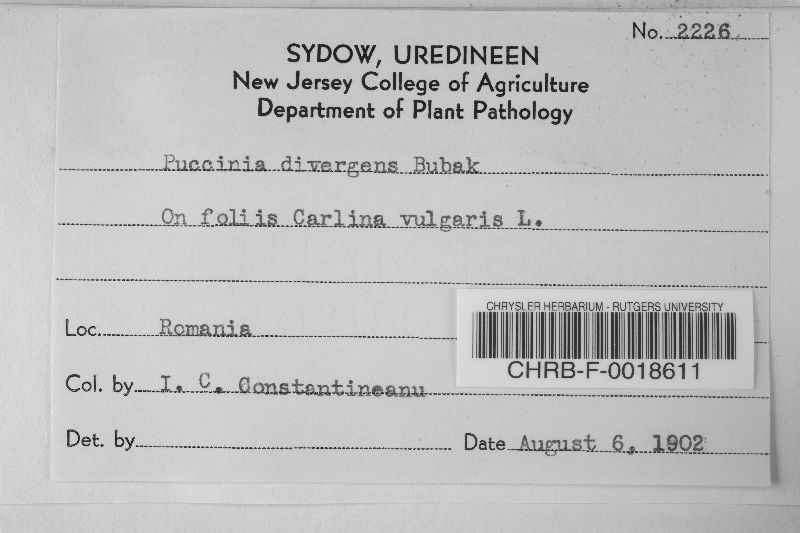 No. 2226
SYDOW, UREDINEEN
New Jersey College of Agriculture
Department of Plant Pathology
Puccinia divergens Bubak
On foliis Carlina vulgaris L.
Loc. Romania
CHRYSLER HERBARIUM - RUTGERS UNIVERSITY
CHRB-F-0018611
Col. by I. C. Constantineanu
Det. by
Date August 6, 1902